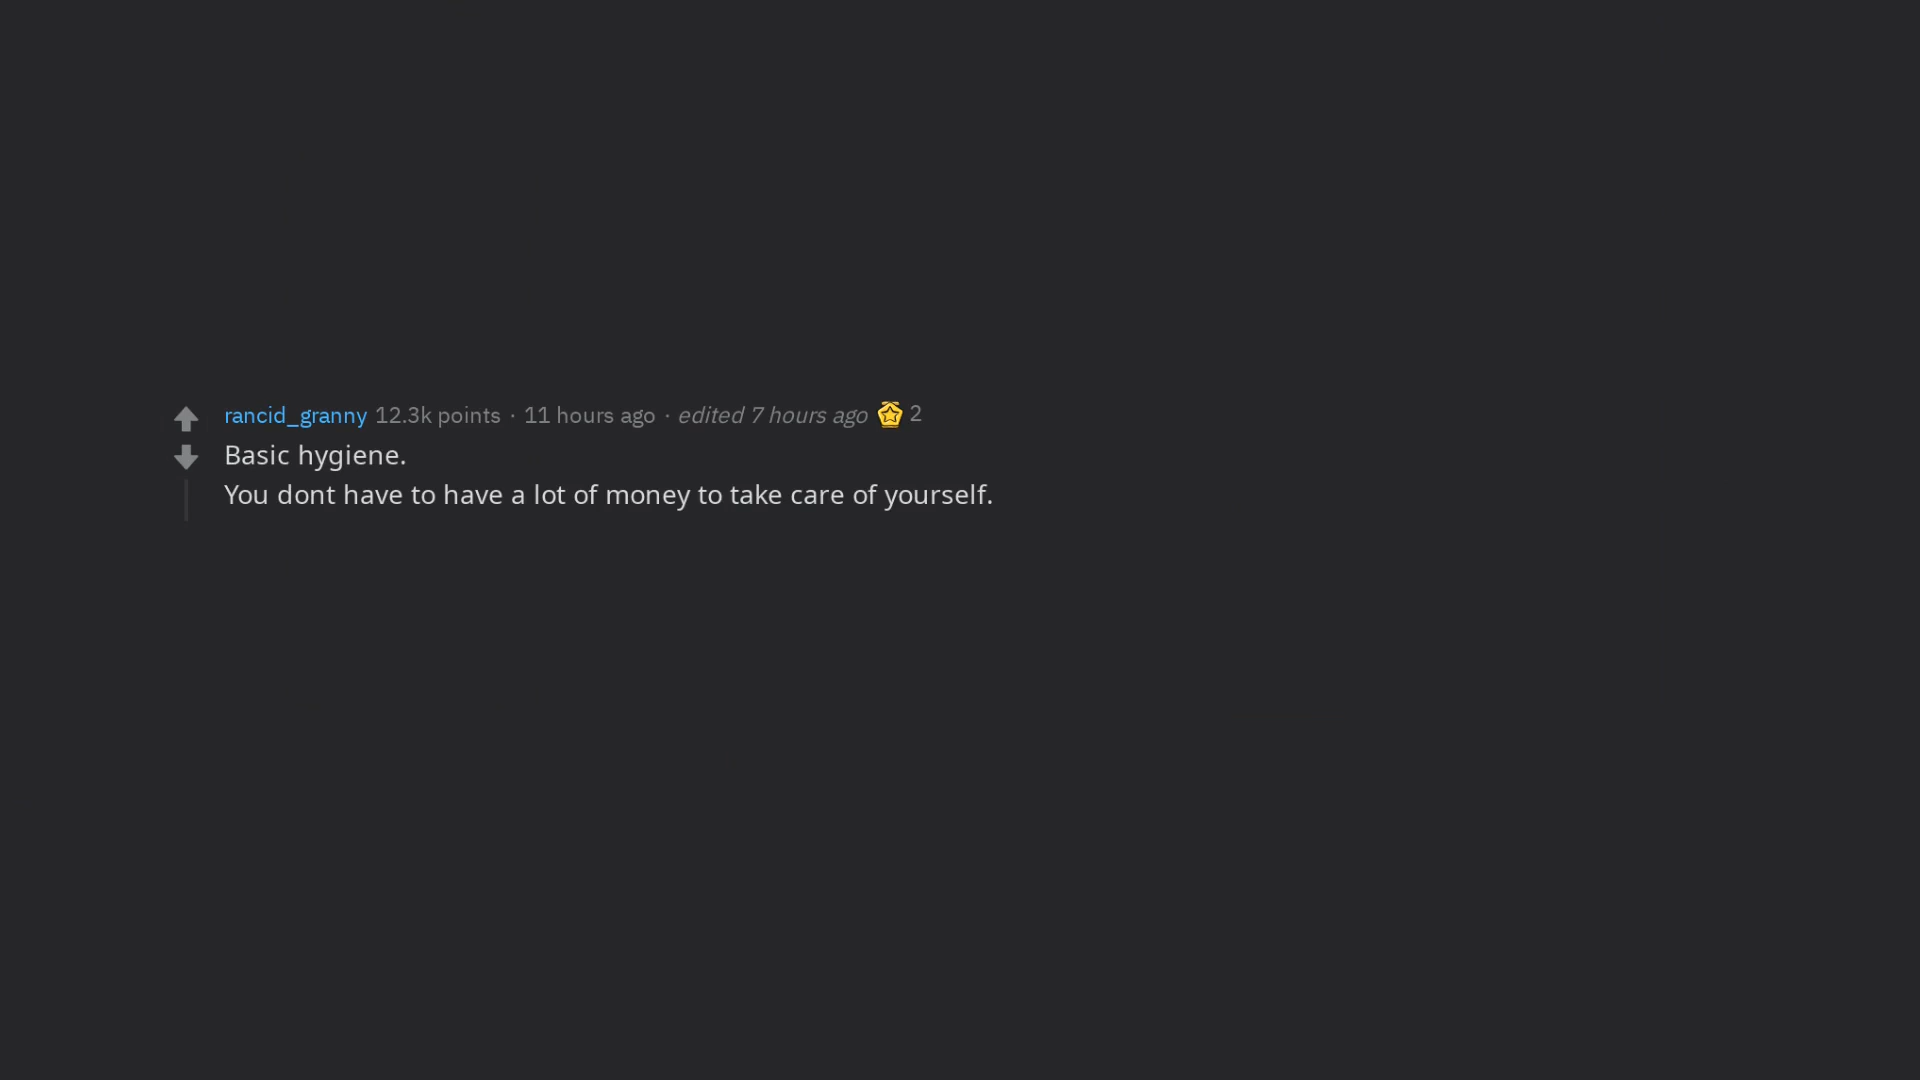 rancid_granny 12.3k points · 11 hours ago · edited 7 hours ago 2
Basic hygiene.
You dont have to have a lot of money to take care of yourself.